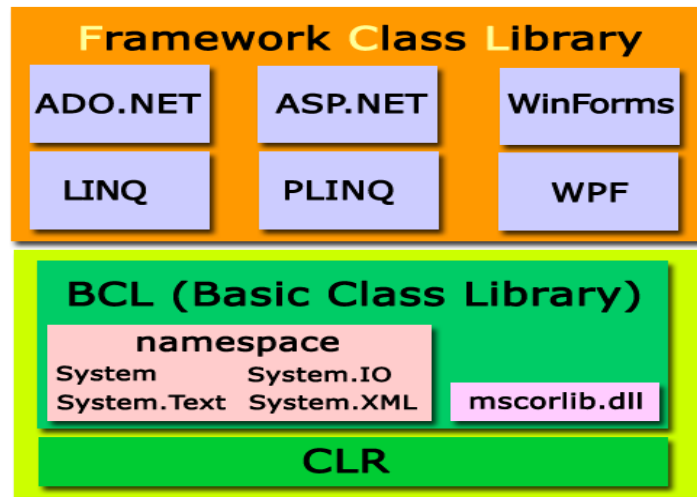 Framework Class Library
ADO.NET
ASP.NET
WinForms
LINQ
PLINQ
WPF
BCL (Basic Class Library)
namespace
System System.IO
System.Text System.XML
mscorlib.dll
CLR